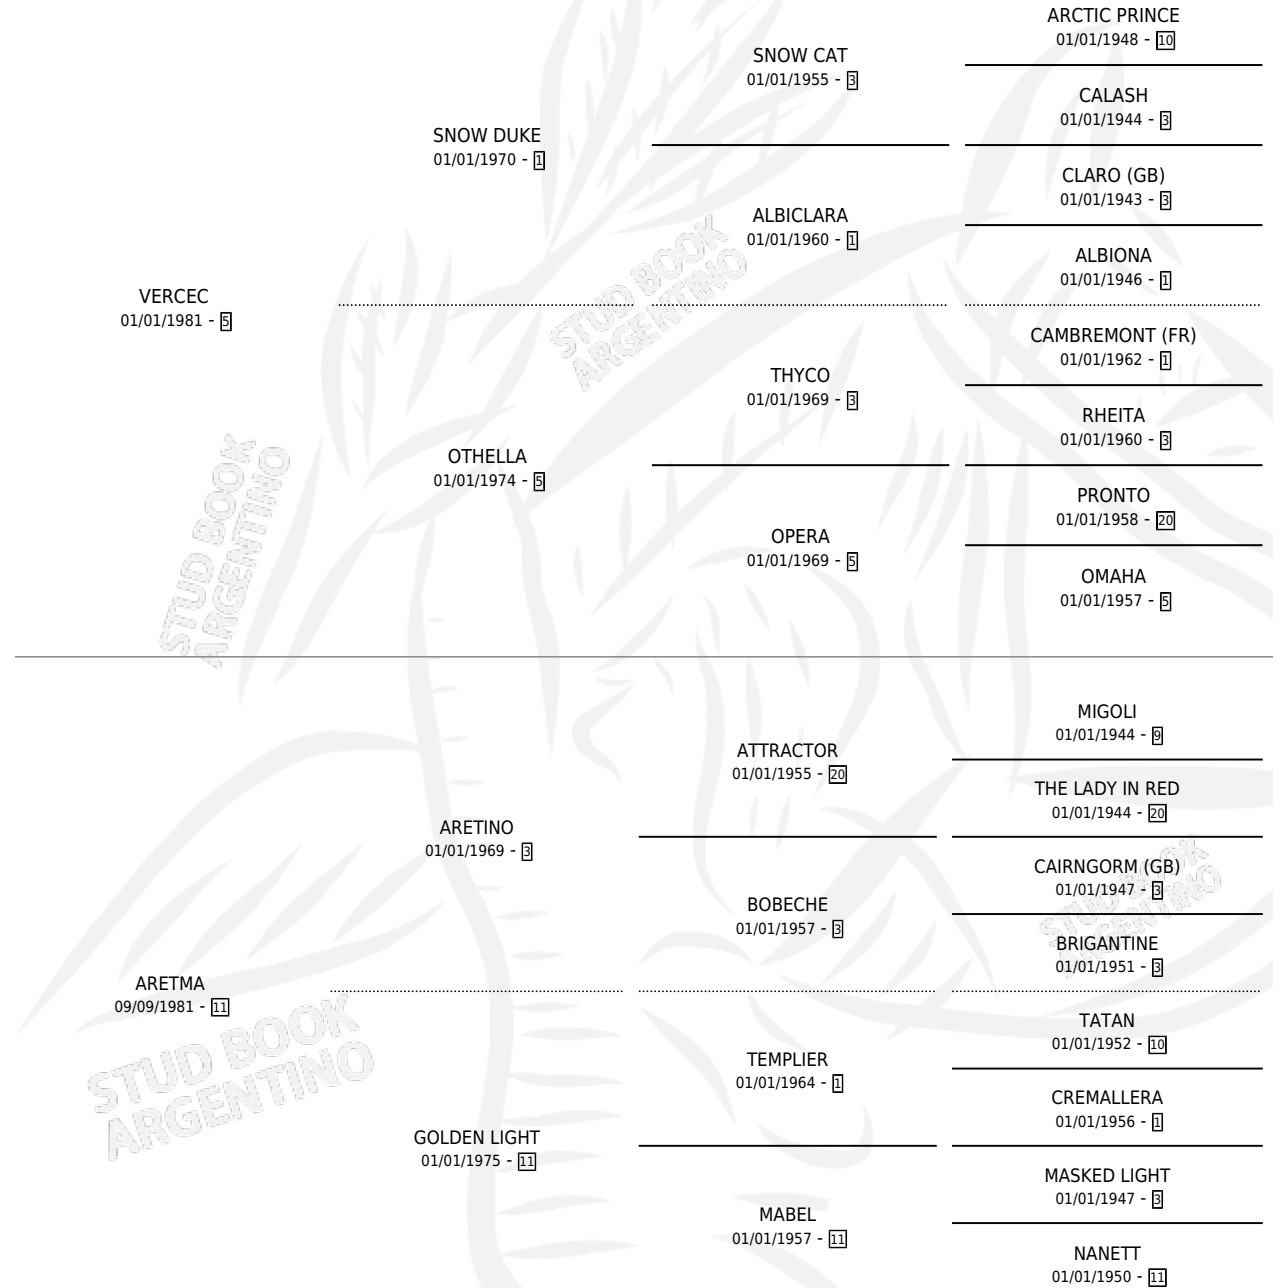 ARCTIC PRINCE
01/01/1948 - 10
SNOW CAT
01/01/1955 - 3
CALASH
01/01/1944 - 3
SNOW DUKE
01/01/1970 - 1
CLARO (GB)
01/01/1943 - 3
ALBICLARA
01/01/1960 - 1
ALBIONA
01/01/1946 - 1
VERCEC
01/01/1981 - 5
CAMBREMONT (FR)
01/01/1962 - 1
THYCO
01/01/1969 - 3
RHEITA
01/01/1960 - 3
OTHELLA
01/01/1974 - 5
PRONTO
01/01/1958 - 20
OPERA
01/01/1969 - 5
OMAHA
01/01/1957 - 5
STUD BOOK
ARGENTINO
STUD BOOK
ARGENTINO
MIGOLI
01/01/1944 - 9
ATTRACTOR
01/01/1955 - 20
THE LADY IN RED
01/01/1944 - 20
ARETINO
01/01/1969 - 3
CAIRNGORM (GB)
01/01/1947 - 3
BOBECHE
01/01/1957 - 3
BRIGANTINE
01/01/1951 - 3
ARETMA
09/09/1981 - 11
TATAN
01/01/1952 - 10
TEMPLIER
01/01/1964 - 1
CREMALLERA
01/01/1956 - 1
GOLDEN LIGHT
01/01/1975 - 11
MASKED LIGHT
01/01/1947 - 3
MABEL
01/01/1957 - 11
NANETT
01/01/1950 - 11
STUD BOOK
ARGENTINO
STUD BOOK
ARGENTINO